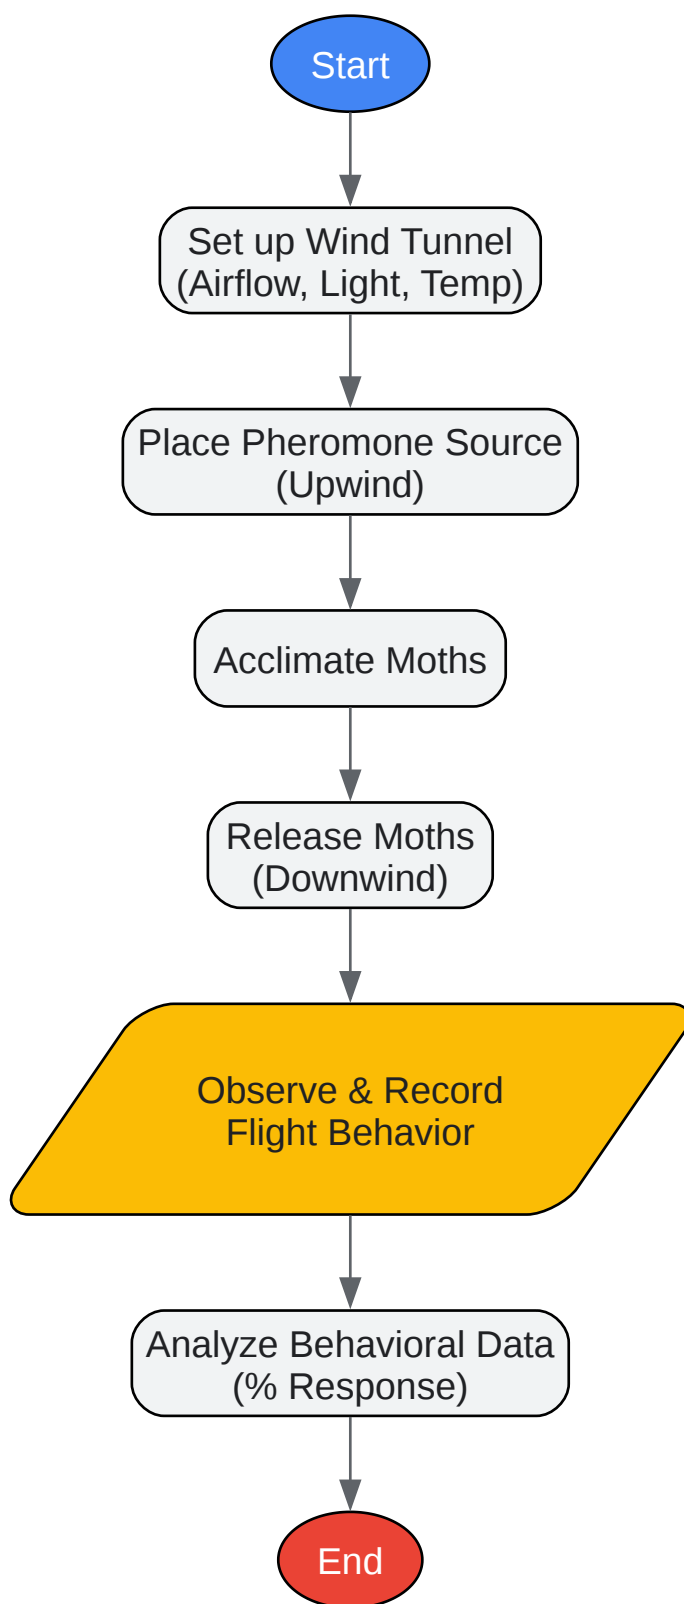 Start
Set up Wind Tunnel
(Airflow, Light, Temp)
Place Pheromone Source
(Upwind)
Acclimate Moths
Release Moths
(Downwind)
Observe & Record
Flight Behavior
Analyze Behavioral Data
(% Response)
End